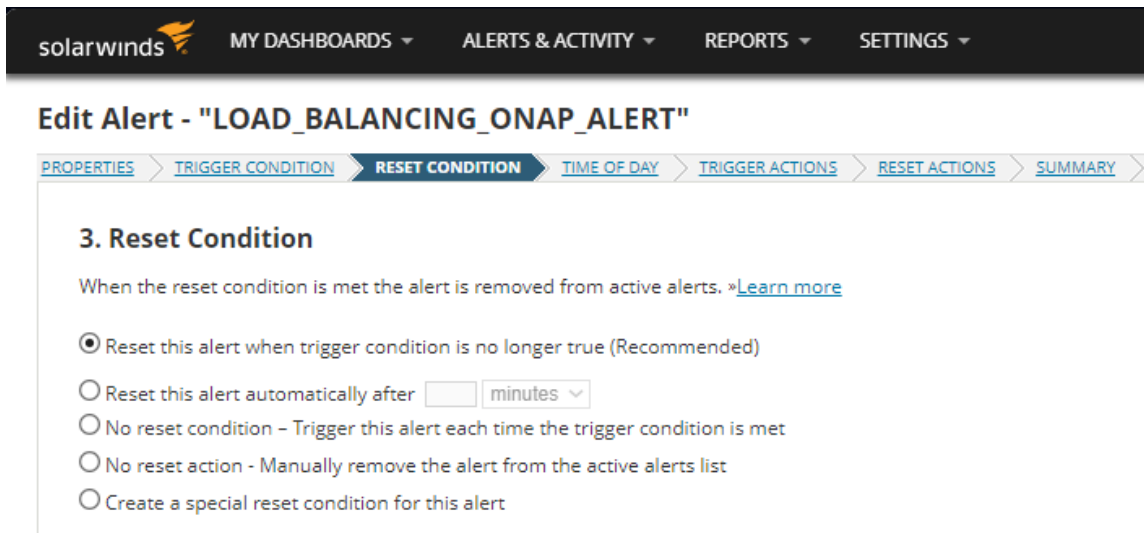 solarwinds MY DASHBOARDS ALERTS & ACTIVITY REPORTS SETTINGS
Edit Alert - "LOAD_BALANCING_ONAP_ALERT"
PROPERTIES TRIGGER CONDITION RESET CONDITION TIME OF DAY TRIGGER ACTIONS RESET ACTIONS SUMMARY
3. Reset Condition
When the reset condition is met the alert is removed from active alerts. »Learn more
Reset this alert when trigger condition is no longer true (Recommended)
Reset this alert automatically after minutes
No reset condition – Trigger this alert each time the trigger condition is met
No reset action - Manually remove the alert from the active alerts list
Create a special reset condition for this alert